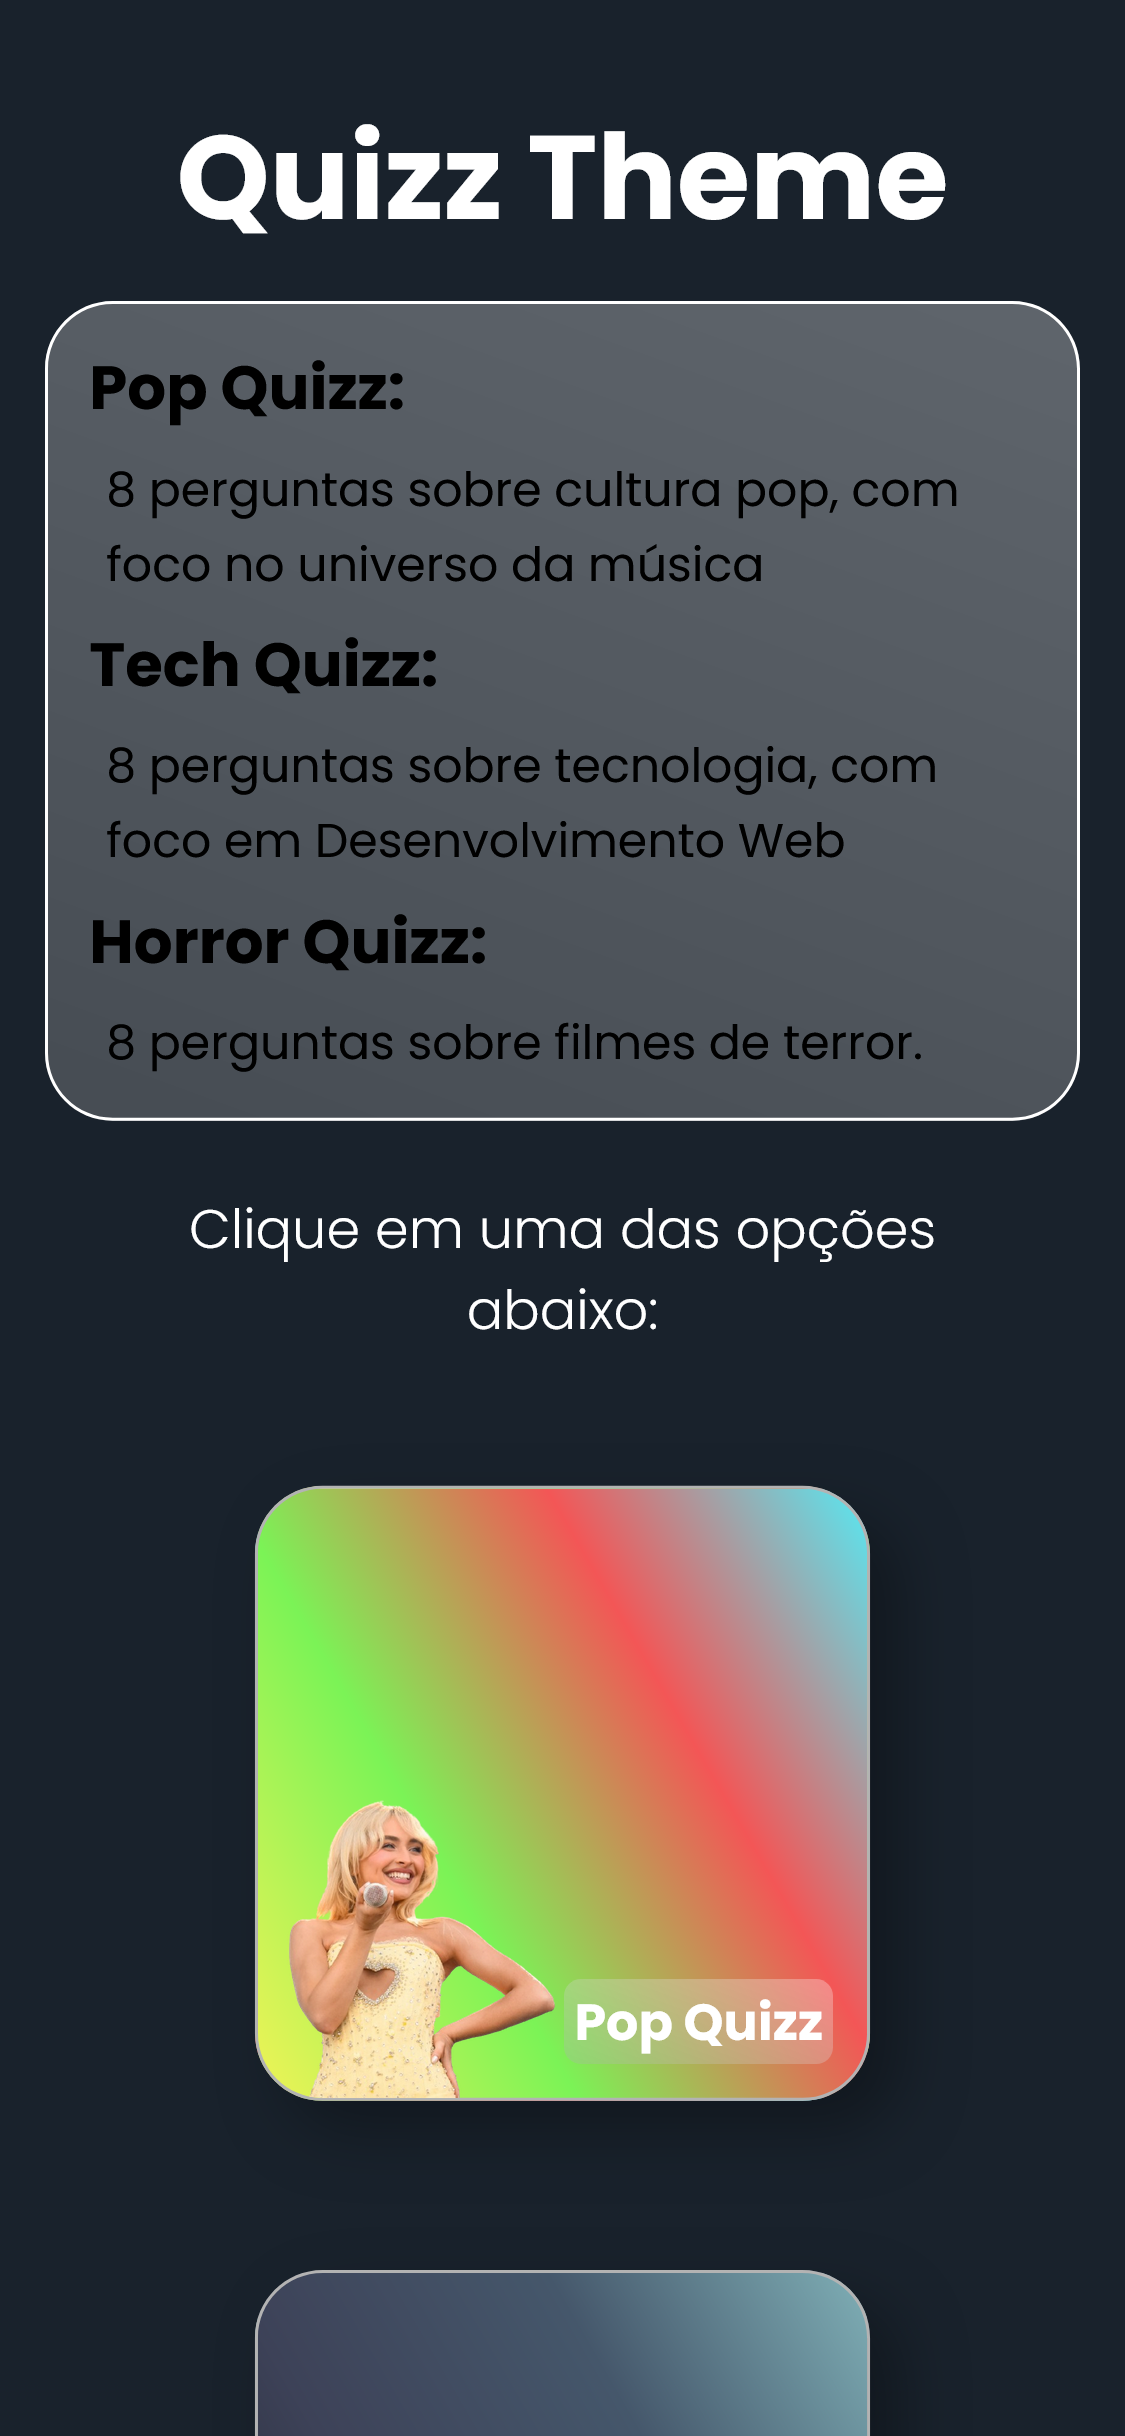 Quizz Theme
Pop Quizz:
8 perguntas sobre cultura pop, com
foco no universo da música
Tech Quizz:
8 perguntas sobre tecnologia, com
foco em Desenvolvimento Web
Horror Quizz:
8 perguntas sobre filmes de terror.
Clique em uma das opções
abaixo:
Pop Quizz